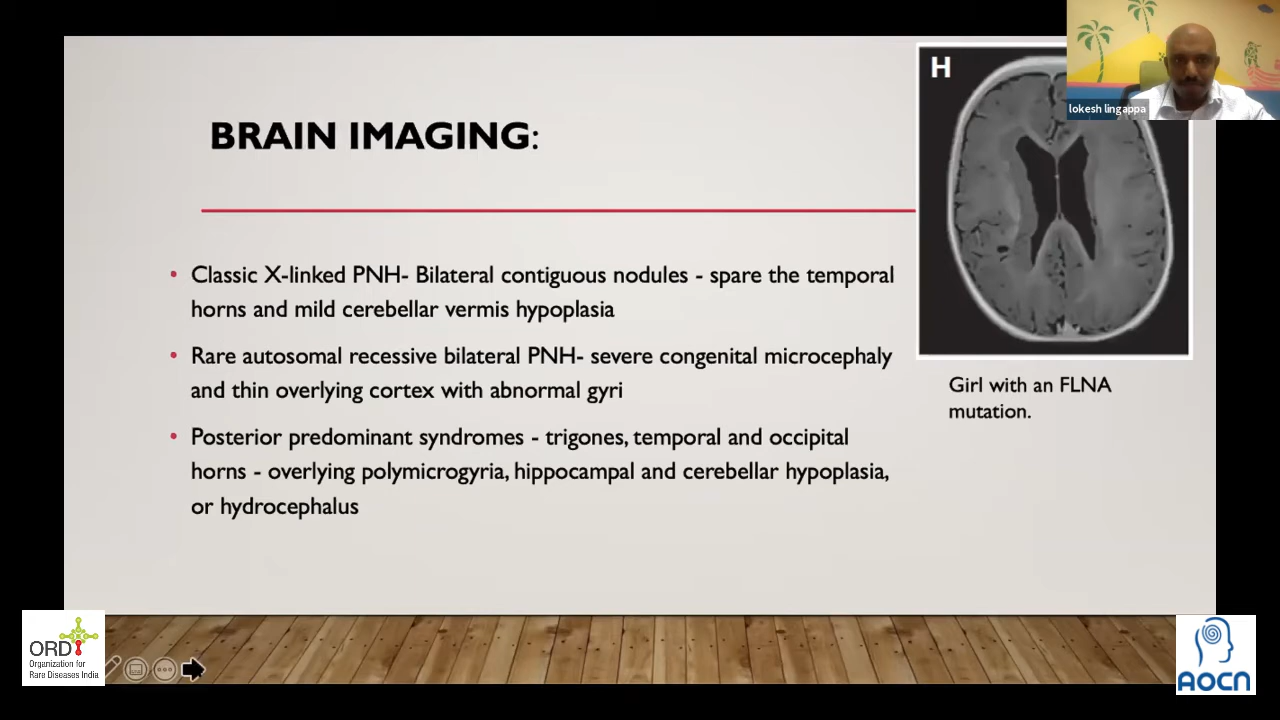 H
lokesh lingappa
BRAIN IMAGING:
• Classic X-linked PNH- Bilateral contiguous nodules - spare the temporal
horns and mild cerebellar vermis hypoplasia
• Rare autosomal recessive bilateral PNH- severe congenital microcephaly
and thin overlying cortex with abnormal gyri
• Posterior predominant syndromes - trigones, temporal and occipital
horns - overlying polymicrogyria, hippocampal and cerebellar hypoplasia,
or hydrocephalus
Girl with an FLNA
mutation.
ORDI
Organization for
Rare Diseases India
AOCN